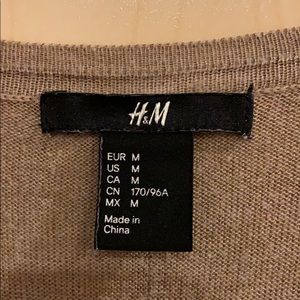 H&M
EUR M
US M
CA M
CN 170/96A
MX M
Made in
China